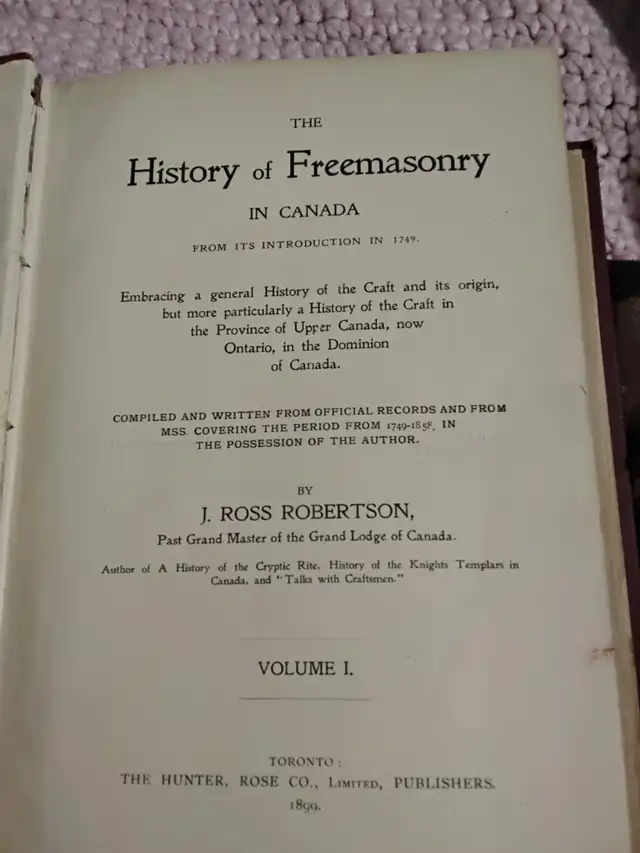 THE
History of Freemasonry
IN CANADA
FROM ITS INTRODUCTION IN 1749.
Embracing a general History of the Craft and its origin,
but more particularly a History of the Craft in
the Province of Upper Canada, now
Ontario, in the Dominion
of Canada.
COMPILED AND WRITTEN FROM OFFICIAL RECORDS AND FROM
MSS. COVERING THE PERIOD FROM 1749-1858, IN
THE POSSESSION OF THE AUTHOR.
BY
J. ROSS ROBERTSON,
Past Grand Master of the Grand Lodge of Canada.
Author of A History of the Cryptic Rite, History of the Knights Templars in
Canada, and "Talks with Craftsmen."
VOLUME I.
TORONTO:
THE HUNTER, ROSE CO., LIMITED, PUBLISHERS.
1899.